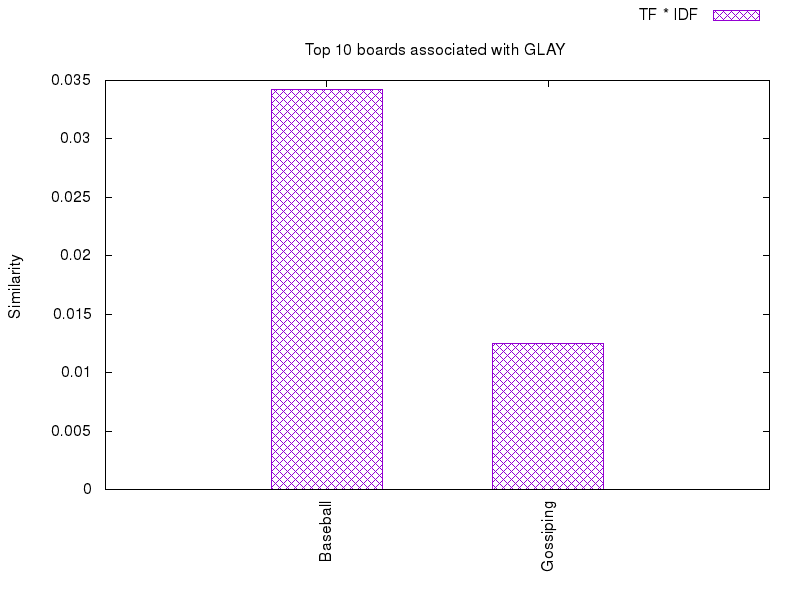 TF * IDF
Top 10 boards associated with GLAY
0.035
0.03
0.025
0.02
0.015
0.01
0.005
0
Similarity
Baseball
Gossiping